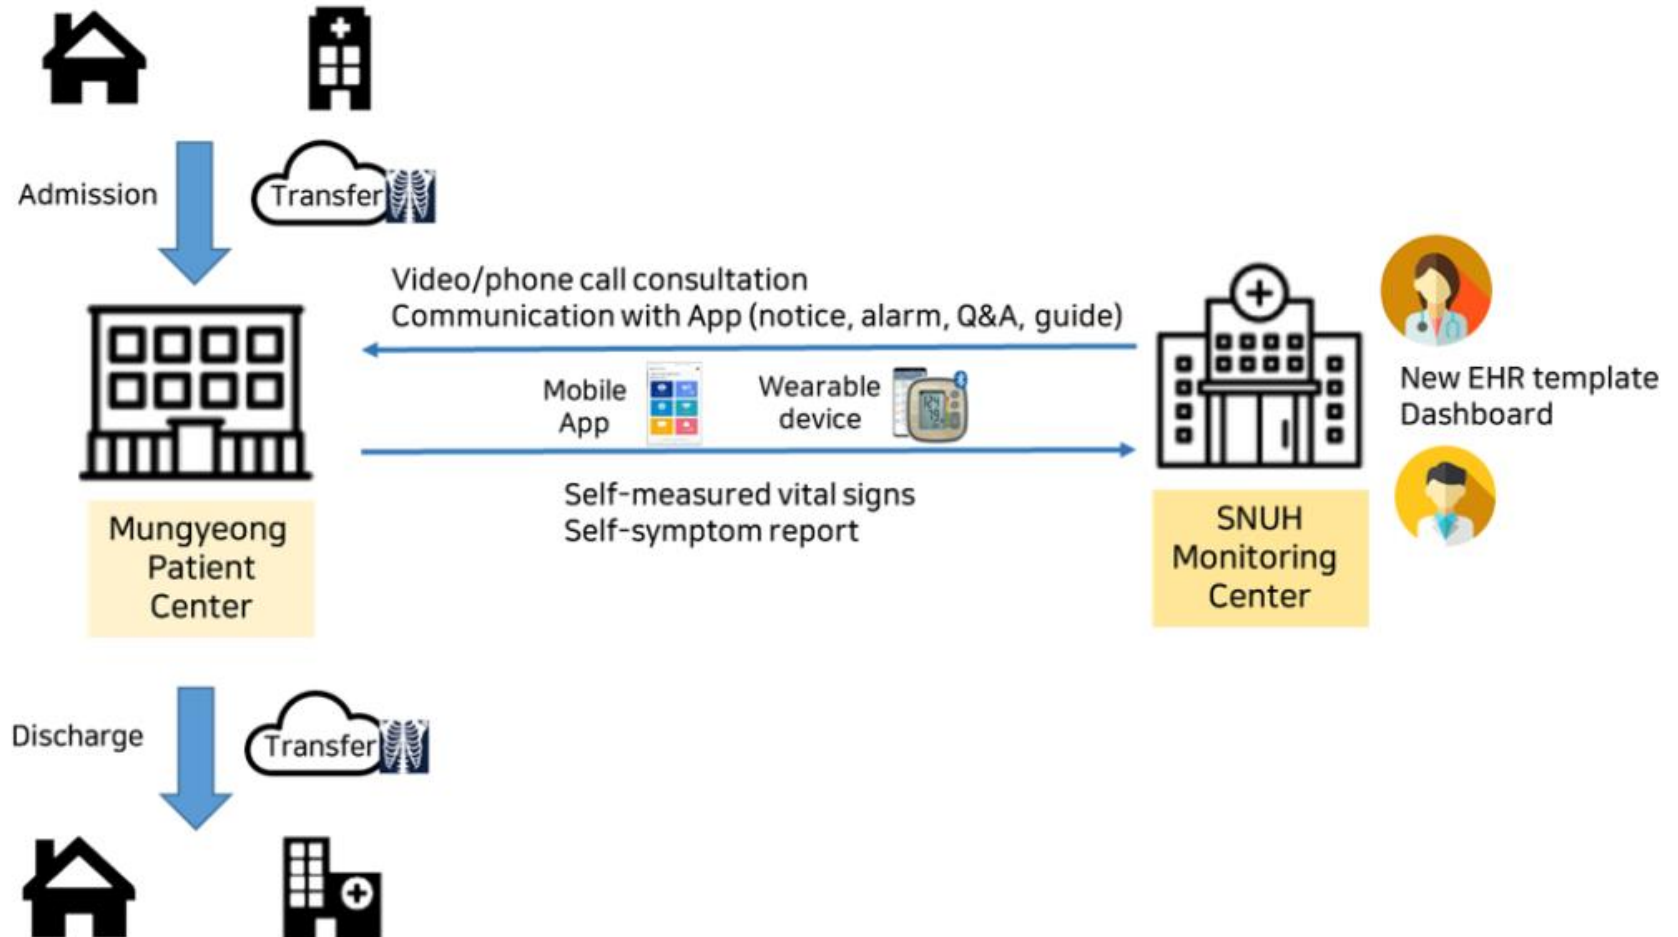 Admission
Transfer
Video/phone call consultation
Communication with App (notice, alarm, Q&A, guide)
Mobile
App
Wearable
device
New EHR template
Dashboard
Self-measured vital signs
Self-symptom report
Mungyeong
Patient
Center
SNUH
Monitoring
Center
Discharge
Transfer